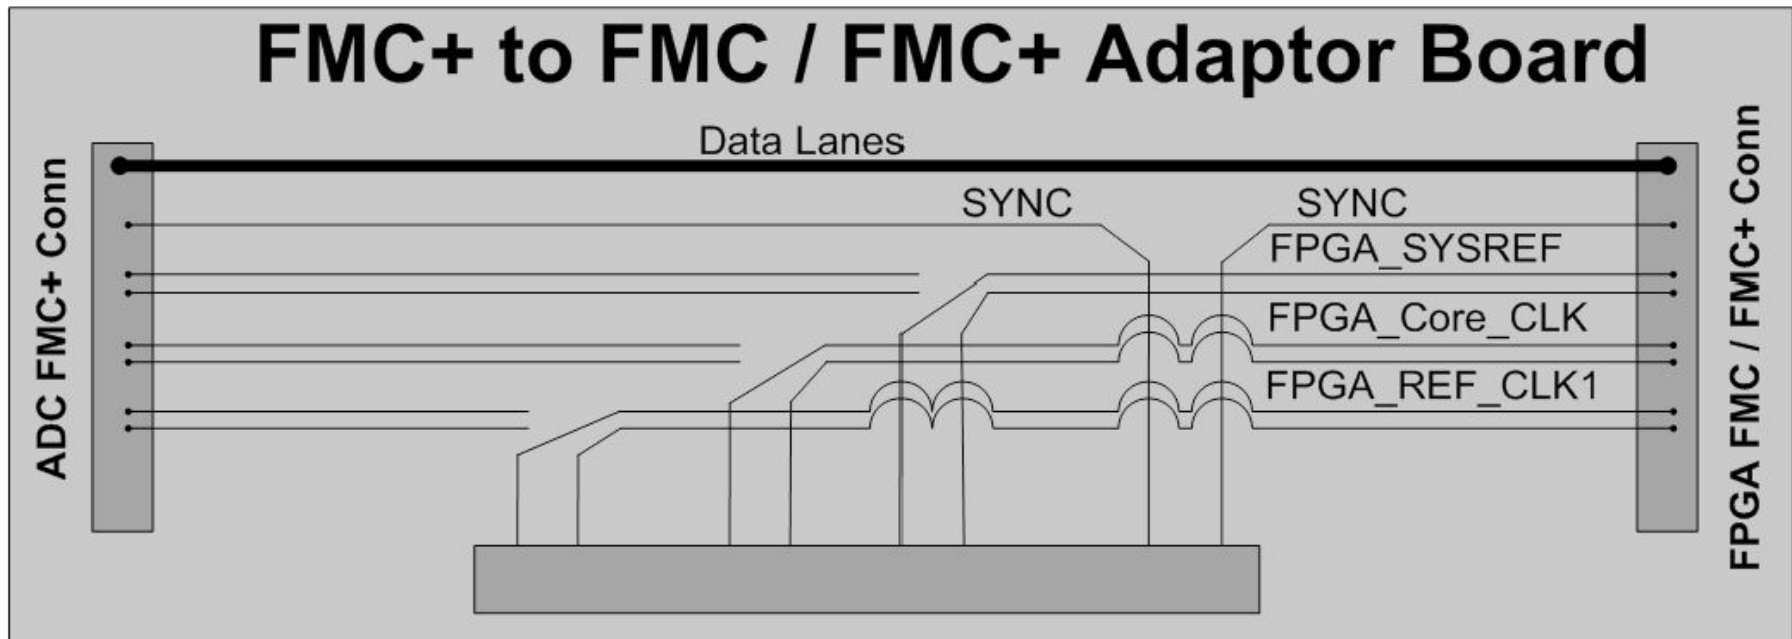 FMC+ to FMC / FMC+ Adaptor Board
ADC FMC+ Conn
Data Lanes
SYNC
SYNC
FPGA_SYSREF
FPGA_Core_CLK
FPGA_REF_CLK1
FPGA FMC / FMC+ Conn